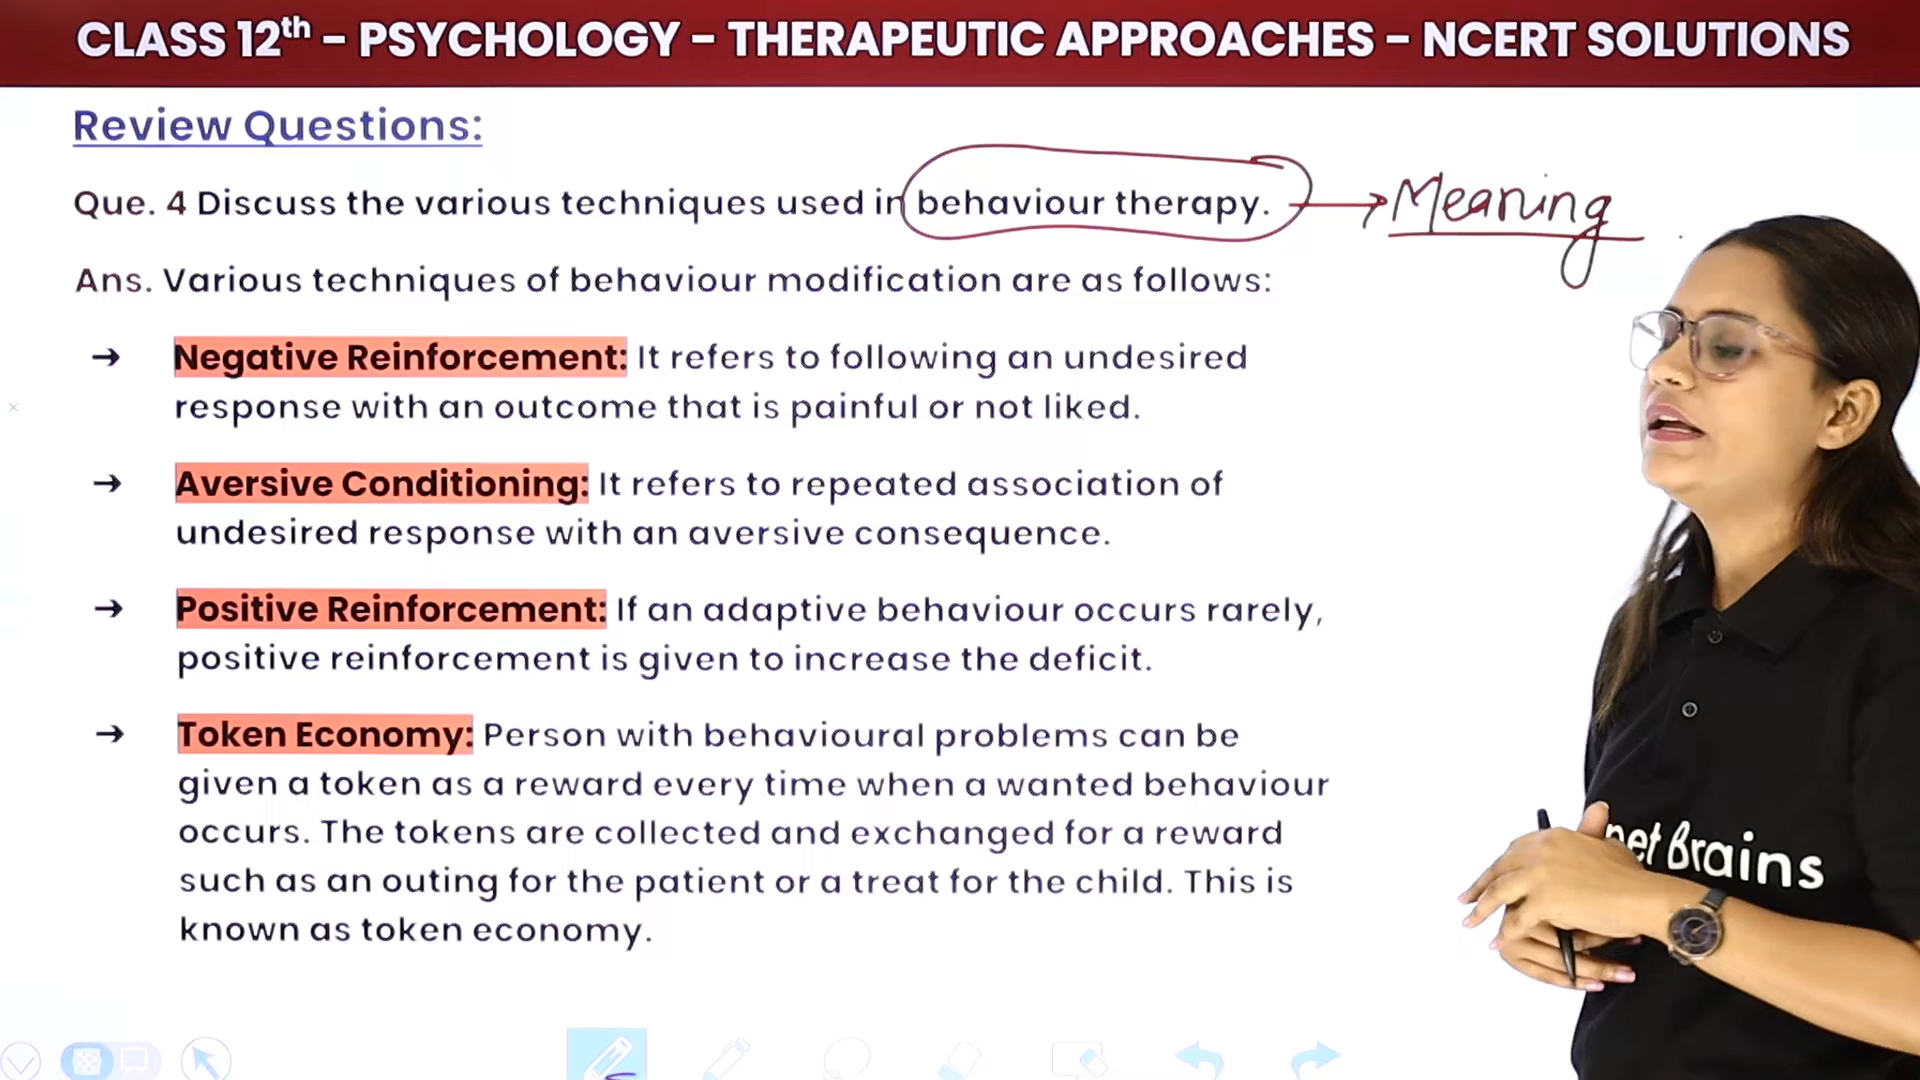 CLASS 12th – PSYCHOLOGY – THERAPEUTIC APPROACHES – NCERT SOLUTIONS
Review Questions:
Que. 4 Discuss the various techniques used in behaviour therapy. → Meaning
Ans. Various techniques of behaviour modification are as follows:
→ Negative Reinforcement: It refers to following an undesired
response with an outcome that is painful or not liked.
→ Aversive Conditioning: It refers to repeated association of
undesired response with an aversive consequence.
→ Positive Reinforcement: If an adaptive behaviour occurs rarely,
positive reinforcement is given to increase the deficit.
→ Token Economy: Person with behavioural problems can be
given a token as a reward every time when a wanted behaviour
occurs. The tokens are collected and exchanged for a reward
such as an outing for the patient or a treat for the child. This is
known as token economy.
net Brains